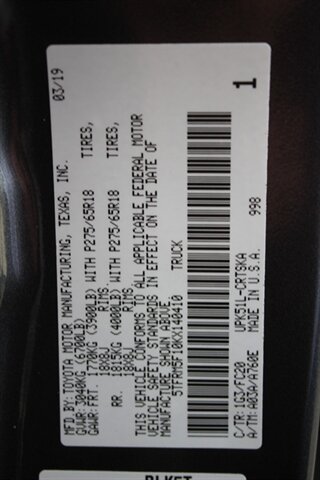 MFD.BY: TOYOTA MOTOR MANUFACTURING, TEXAS, INC. 03/19
GVWR: 3040KG (6700LB)
GAWR: FRT. 1770KG (3900LB) WITH P275/65R18 TIRES,
18X8J RIMS.
RR. 1815KG (4000LB) WITH P275/65R18 TIRES,
18X8J RIMS.
THIS VEHICLE CONFORMS TO ALL APPLICABLE FEDERAL MOTOR
VEHICLE SAFETY STANDARDS IN EFFECT ON THE DATE OF
MANUFACTURE SHOWN ABOVE.
TRUCK
C/TR: 1G3/FC20 UPK51L-CRTSKA 998
A/TM: A03A/A760E MADE IN U.S.A. 1